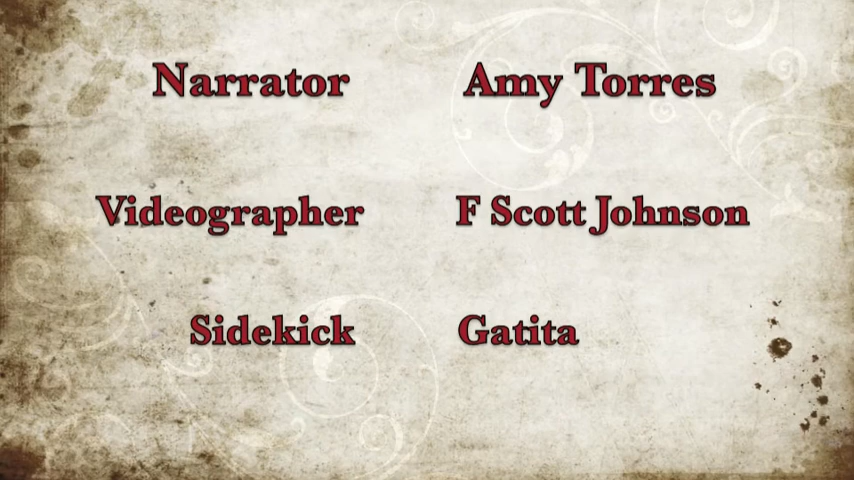 Narrator Amy Torres
Videographer F Scott Johnson
Sidekick Gatita